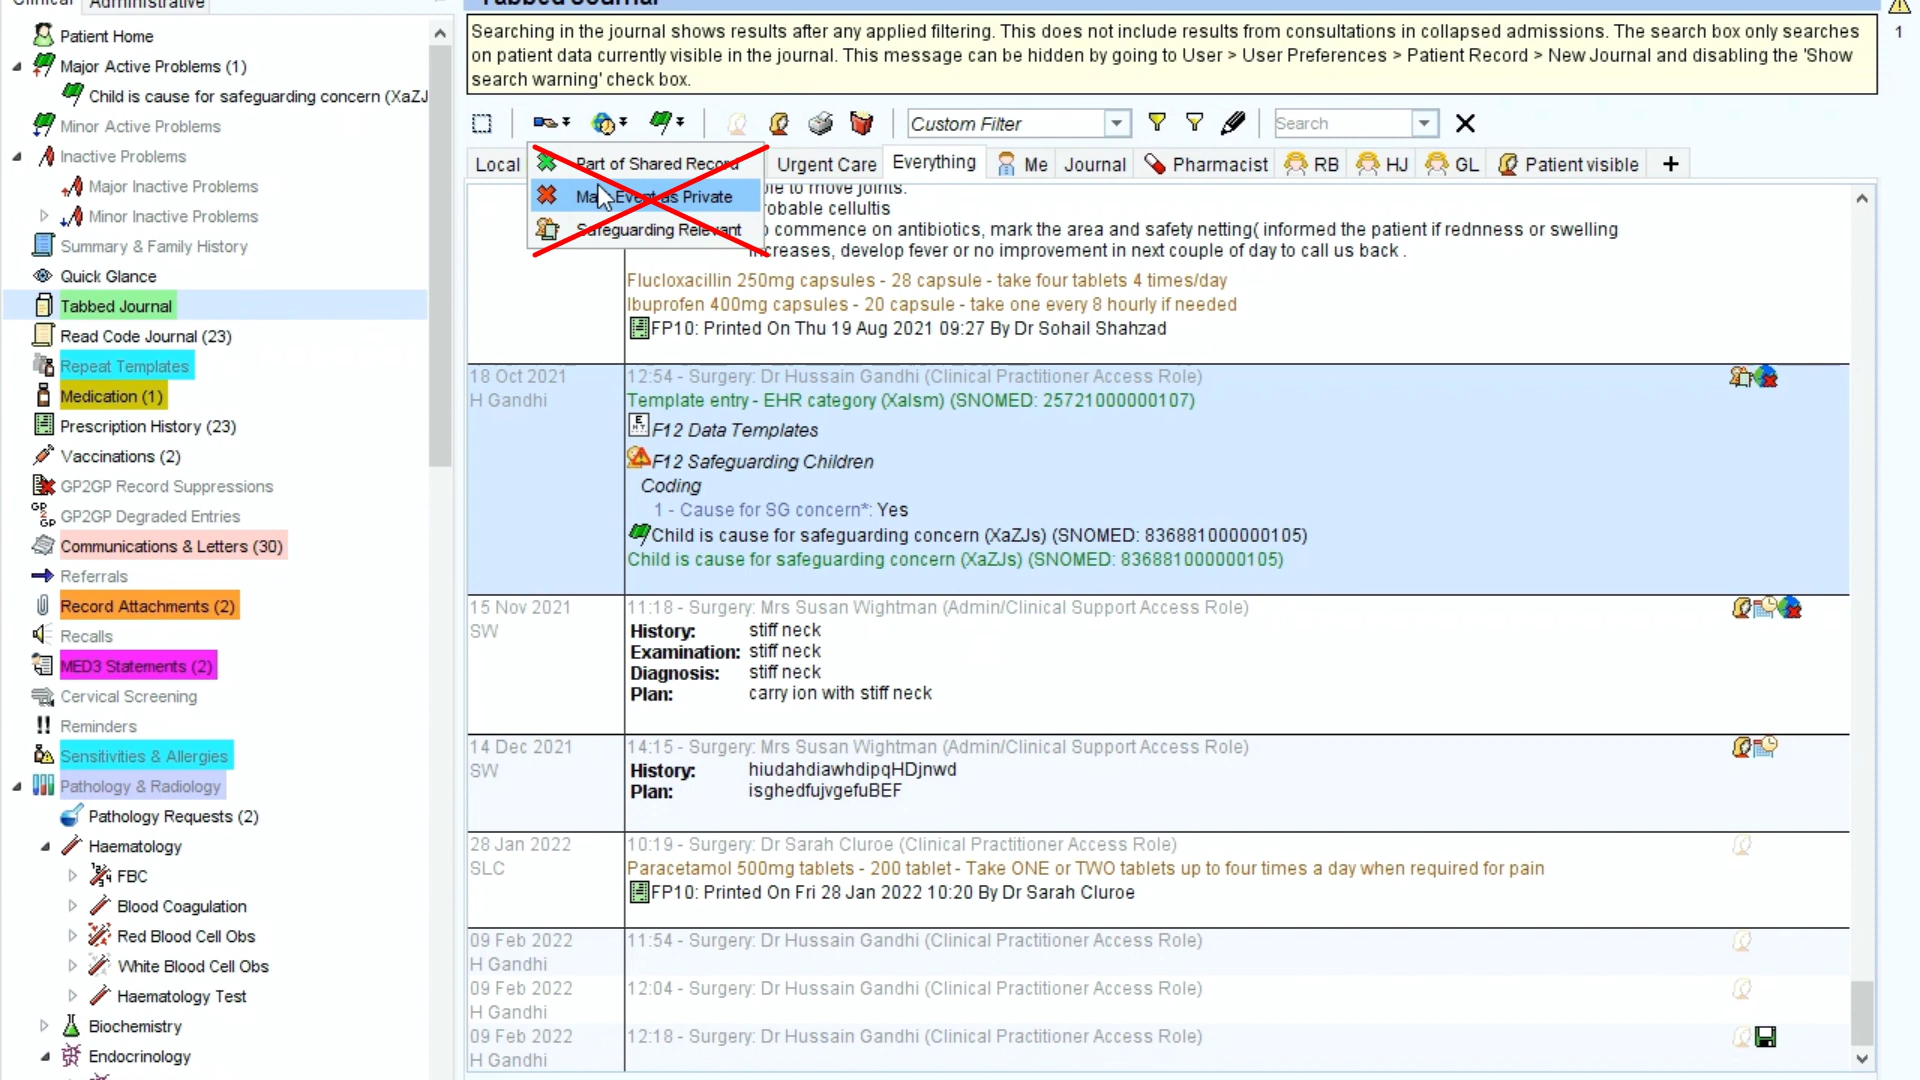 Clinical Administrative
Patient Home
Major Active Problems (1)
Child is cause for safeguarding concern (XaZJ
Minor Active Problems
Inactive Problems
Major Inactive Problems
Minor Inactive Problems
Summary & Family History
Quick Glance
Tabbed Journal
Read Code Journal (23)
Repeat Templates
Medication (1)
Prescription History (23)
Vaccinations (2)
GP2GP Record Suppressions
GP2GP Degraded Entries
Communications & Letters (30)
Referrals
Record Attachments (2)
Recalls
MED3 Statements (2)
Cervical Screening
Reminders
Sensitivities & Allergies
Pathology & Radiology
Pathology Requests (2)
Haematology
FBC
Blood Coagulation
Red Blood Cell Obs
White Blood Cell Obs
Haematology Test
Biochemistry
Endocrinology
Tabbed Journal
Searching in the journal shows results after any applied filtering. This does not include results from consultations in collapsed admissions. The search box only searches
on patient data currently visible in the journal. This message can be hidden by going to User > User Preferences > Patient Record > New Journal and disabling the 'Show
search warning' check box.
1
Custom Filter Search
Local Urgent Care Everything Me Journal Pharmacist RB HJ GL Patient visible +
Part of Shared Record
Mark Event as Private
Safeguarding Relevant
ble to move joints.
robable cellultis
o commence on antibiotics, mark the area and safety netting( informed the patient if rednness or swelling
increases, develop fever or no improvement in next couple of day to call us back .
Flucloxacillin 250mg capsules - 28 capsule - take four tablets 4 times/day
Ibuprofen 400mg capsules - 20 capsule - take one every 8 hourly if needed
FP10: Printed On Thu 19 Aug 2021 09:27 By Dr Sohail Shahzad
18 Oct 2021 12:54 - Surgery: Dr Hussain Gandhi (Clinical Practitioner Access Role)
H Gandhi Template entry - EHR category (XaIsm) (SNOMED: 25721000000107)
F12 Data Templates
F12 Safeguarding Children
Coding
1 - Cause for SG concern*: Yes
Child is cause for safeguarding concern (XaZJs) (SNOMED: 836881000000105)
Child is cause for safeguarding concern (XaZJs) (SNOMED: 836881000000105)
15 Nov 2021 11:18 - Surgery: Mrs Susan Wightman (Admin/Clinical Support Access Role)
SW History: stiff neck
Examination: stiff neck
Diagnosis: stiff neck
Plan: carry ion with stiff neck
14 Dec 2021 14:15 - Surgery: Mrs Susan Wightman (Admin/Clinical Support Access Role)
SW History: hiudahdiawhdipqHDjnwd
Plan: isghedfujvgefuBEF
28 Jan 2022 10:19 - Surgery: Dr Sarah Cluroe (Clinical Practitioner Access Role)
SLC Paracetamol 500mg tablets - 200 tablet - Take ONE or TWO tablets up to four times a day when required for pain
FP10: Printed On Fri 28 Jan 2022 10:20 By Dr Sarah Cluroe
09 Feb 2022 11:54 - Surgery: Dr Hussain Gandhi (Clinical Practitioner Access Role)
H Gandhi
09 Feb 2022 12:04 - Surgery: Dr Hussain Gandhi (Clinical Practitioner Access Role)
H Gandhi
09 Feb 2022 12:18 - Surgery: Dr Hussain Gandhi (Clinical Practitioner Access Role)
H Gandhi